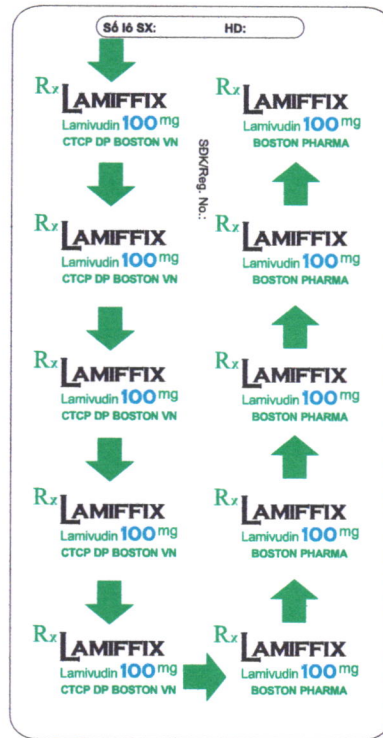 Số lô SX: HD:
Rx LAMIFFIX
Lamivudin 100 mg
CTCP DP BOSTON VN
Rx LAMIFFIX
Lamivudin 100 mg
CTCP DP BOSTON VN
Rx LAMIFFIX
Lamivudin 100 mg
CTCP DP BOSTON VN
Rx LAMIFFIX
Lamivudin 100 mg
CTCP DP BOSTON VN
Rx LAMIFFIX
Lamivudin 100 mg
CTCP DP BOSTON VN
SĐK/Reg. No.:
Rx LAMIFFIX
Lamivudin 100 mg
BOSTON PHARMA
Rx LAMIFFIX
Lamivudin 100 mg
BOSTON PHARMA
Rx LAMIFFIX
Lamivudin 100 mg
BOSTON PHARMA
Rx LAMIFFIX
Lamivudin 100 mg
BOSTON PHARMA
Rx LAMIFFIX
Lamivudin 100 mg
BOSTON PHARMA